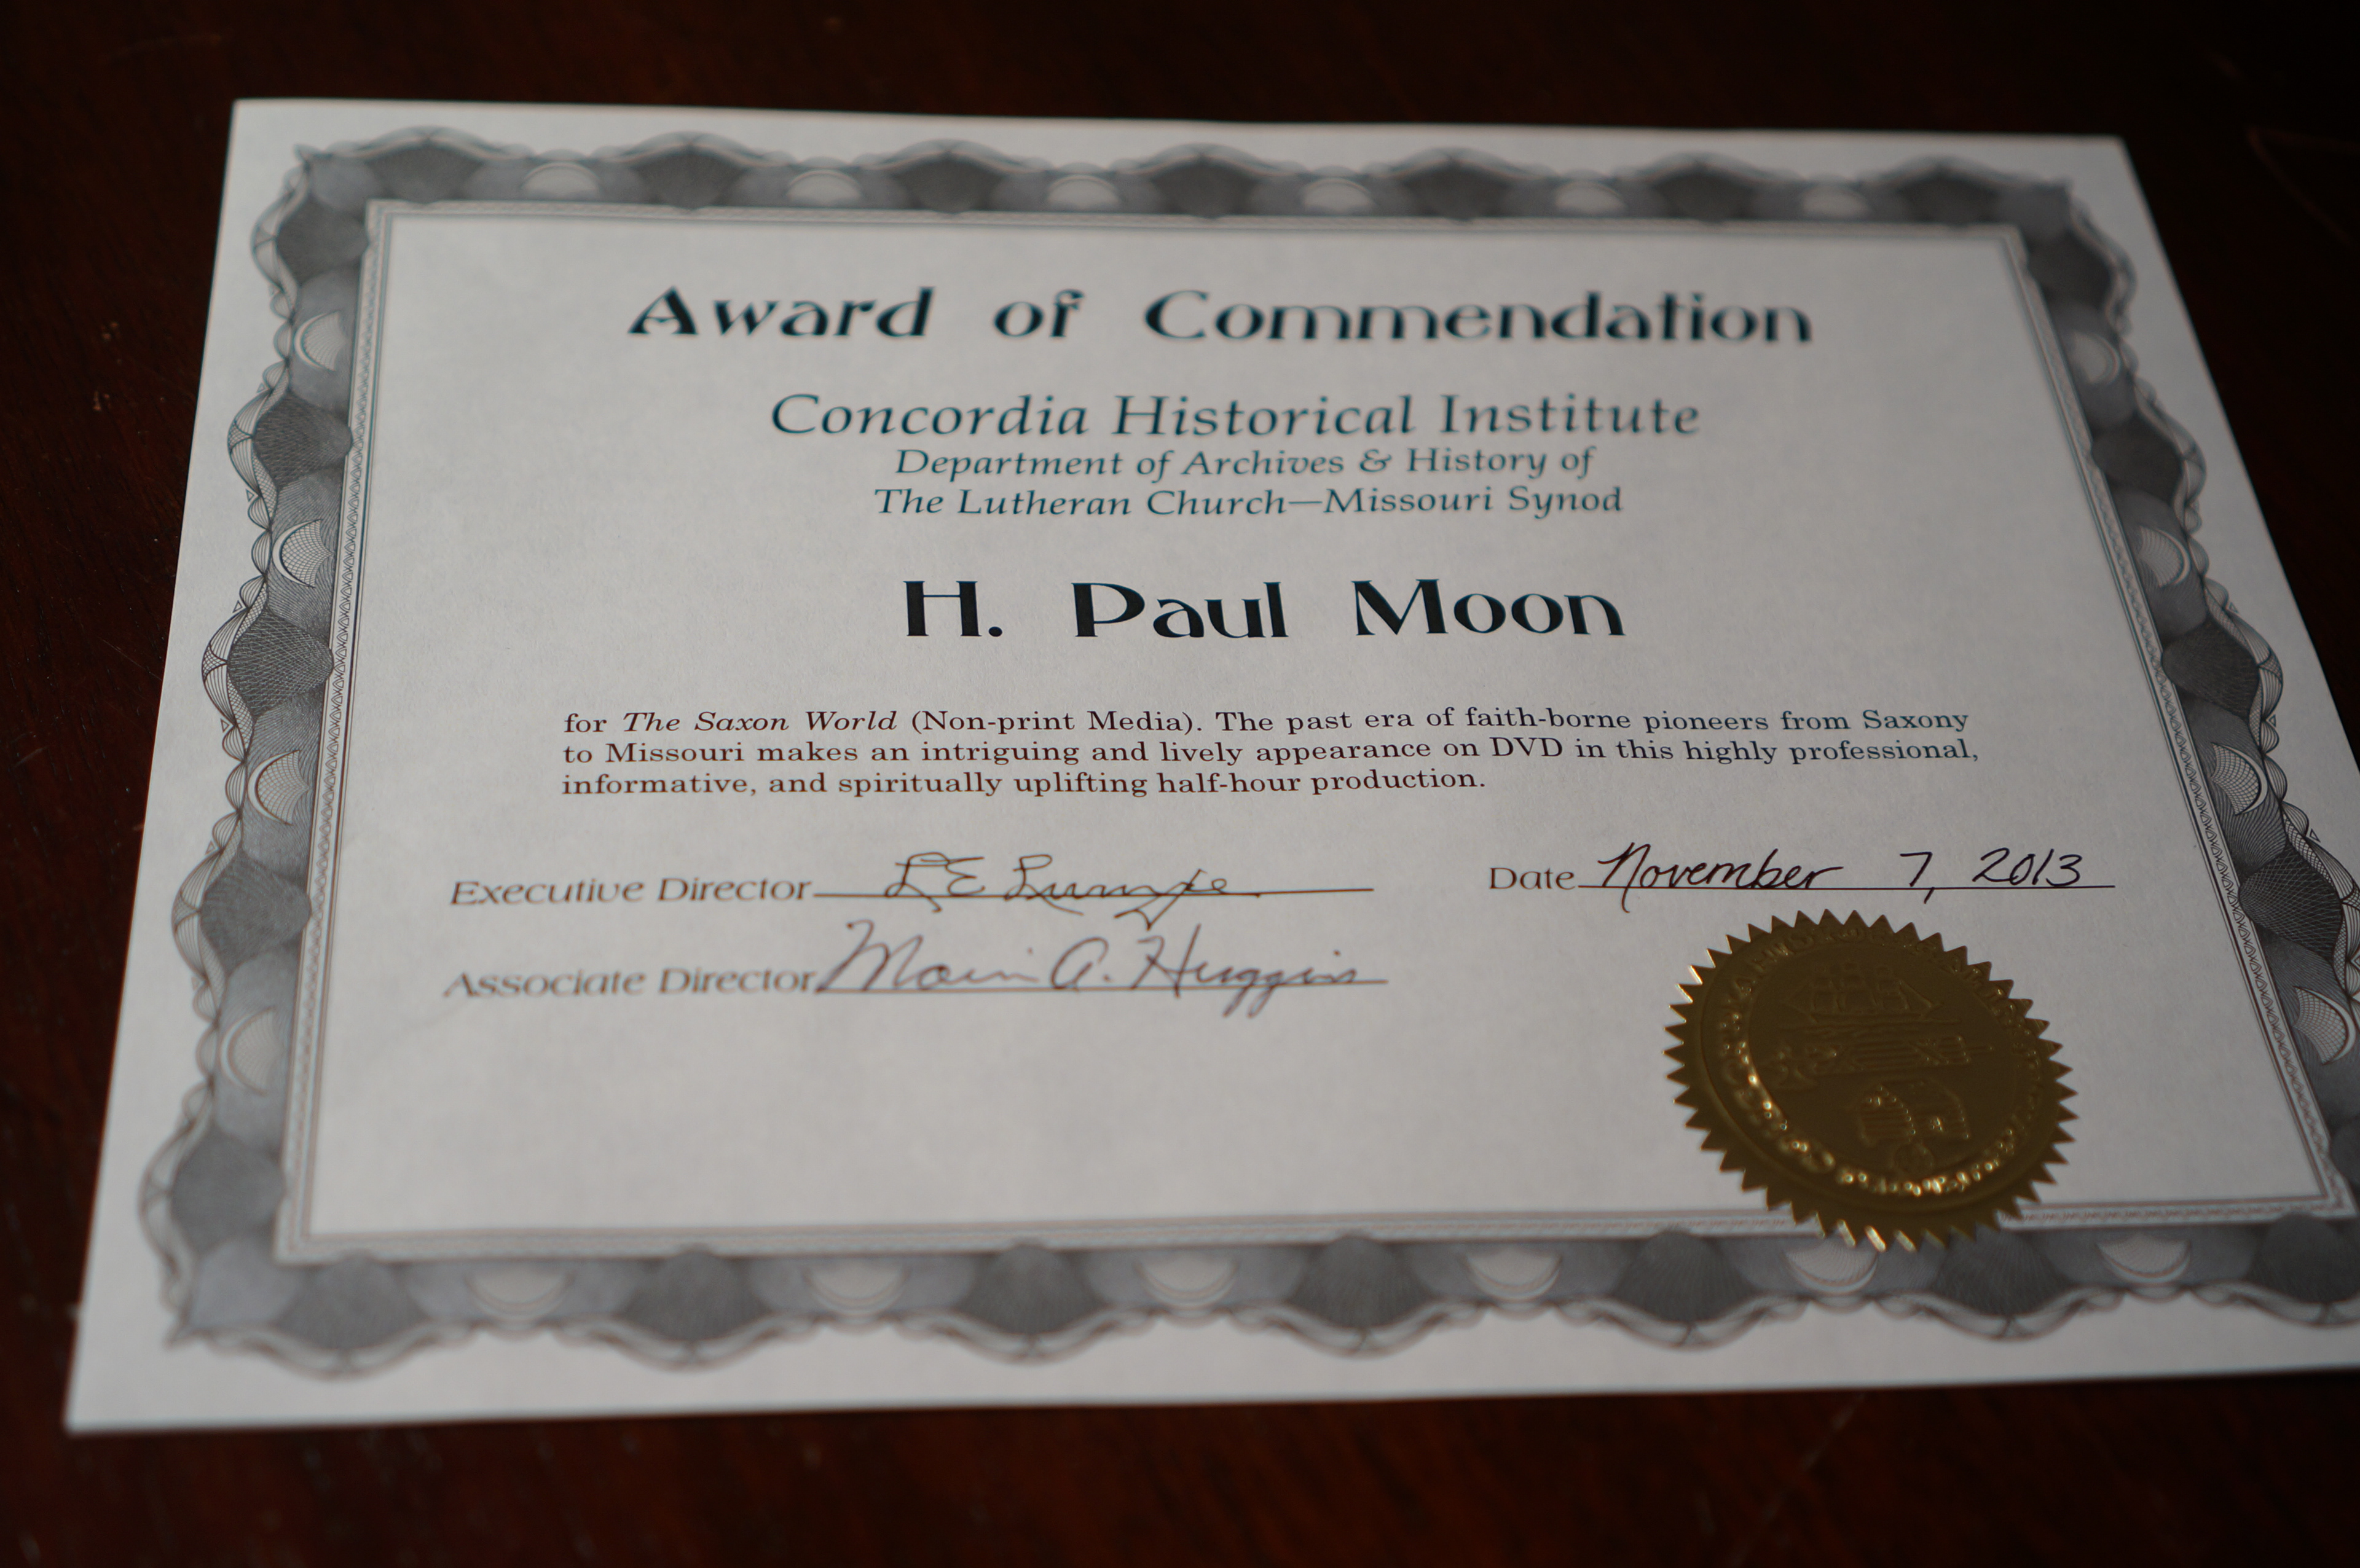 Award of Commendation
Concordia Historical Institute
Department of Archives & History of
The Lutheran Church—Missouri Synod
H. Paul Moon
for The Saxon World (Non-print Media). The past era of faith-borne pioneers from Saxony
to Missouri makes an intriguing and lively appearance on DVD in this highly professional,
informative, and spiritually uplifting half-hour production.
Executive Director
Date November 7, 2013
Associate Director A. Huggins